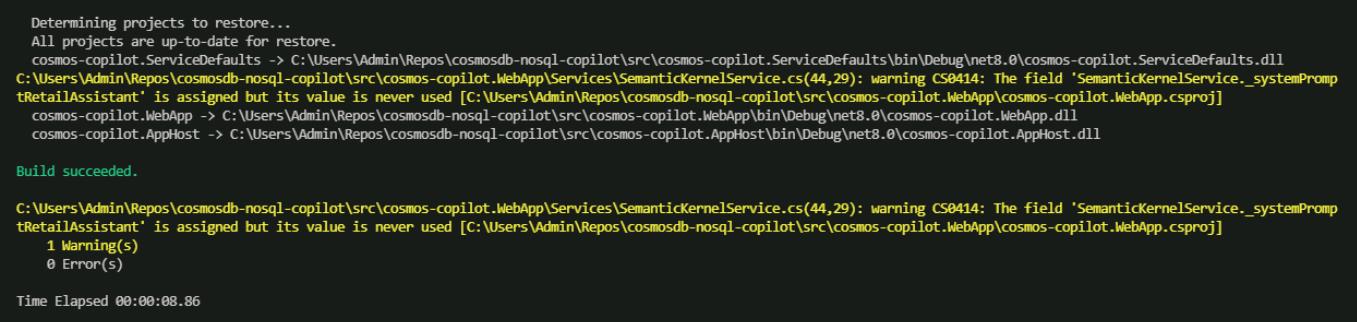 Determining projects to restore...
All projects are up-to-date for restore.
cosmos-copilot.ServiceDefaults -> C:\Users\Admin\Repos\cosmosdb-nosql-copilot\src\cosmos-copilot.ServiceDefaults\bin\Debug\net8.0\cosmos-copilot.ServiceDefaults.dll
C:\Users\Admin\Repos\cosmosdb-nosql-copilot\src\cosmos-copilot.WebApp\Services\SemanticKernelService.cs(44,29): warning CS0414: The field 'SemanticKernelService._systemPromp
tRetailAssistant' is assigned but its value is never used [C:\Users\Admin\Repos\cosmosdb-nosql-copilot\src\cosmos-copilot.WebApp\cosmos-copilot.WebApp.csproj]
cosmos-copilot.WebApp -> C:\Users\Admin\Repos\cosmosdb-nosql-copilot\src\cosmos-copilot.WebApp\bin\Debug\net8.0\cosmos-copilot.WebApp.dll
cosmos-copilot.AppHost -> C:\Users\Admin\Repos\cosmosdb-nosql-copilot\src\cosmos-copilot.AppHost\bin\Debug\net8.0\cosmos-copilot.AppHost.dll
Build succeeded.
C:\Users\Admin\Repos\cosmosdb-nosql-copilot\src\cosmos-copilot.WebApp\Services\SemanticKernelService.cs(44,29): warning CS0414: The field 'SemanticKernelService._systemPromp
tRetailAssistant' is assigned but its value is never used [C:\Users\Admin\Repos\cosmosdb-nosql-copilot\src\cosmos-copilot.WebApp\cosmos-copilot.WebApp.csproj]
1 Warning(s)
0 Error(s)
Time Elapsed 00:00:08.86